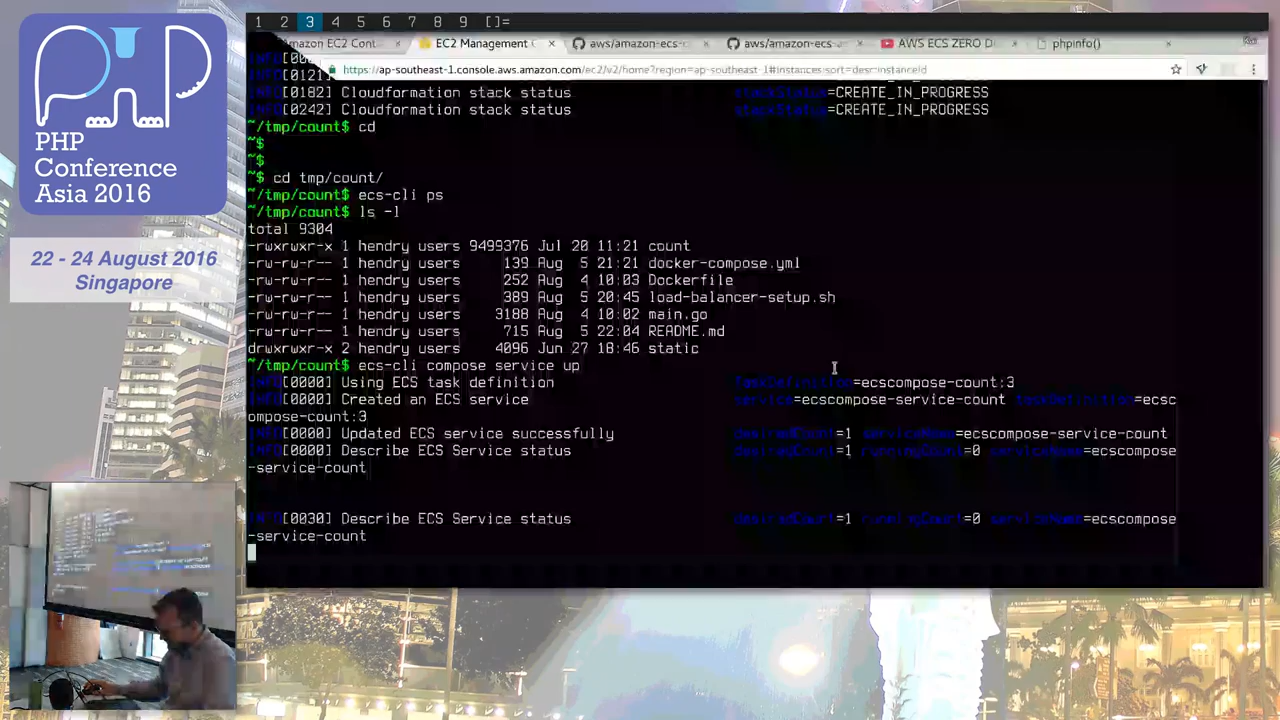 1 2 3 4 5 6 7 8 9 []=
Amazon EC2 Cont
EC2 Management
aws/amazon-ecs-c
aws/amazon-ecs-a
AWS ECS ZERO D
phpinfo()
https://ap-southeast-1.console.aws.amazon.com/ec2/v2/home?region=ap-southeast-1#Instances:sort=desc:instanceId
INFO[0121]
INFO[0182] Cloudformation stack status stackStatus=CREATE_IN_PROGRESS
INFO[0242] Cloudformation stack status stackStatus=CREATE_IN_PROGRESS
~/tmp/count$ cd
~$
~$
~$ cd tmp/count/
~/tmp/count$ ecs-cli ps
~/tmp/count$ ls -l
total 9304
-rwxrwxr-x 1 hendry users 9499376 Jul 20 11:21 count
-rw-rw-r-- 1 hendry users 139 Aug 5 21:21 docker-compose.yml
-rw-rw-r-- 1 hendry users 252 Aug 4 10:03 Dockerfile
-rw-rw-r-- 1 hendry users 389 Aug 5 20:45 load-balancer-setup.sh
-rw-rw-r-- 1 hendry users 3188 Aug 4 10:02 main.go
-rw-rw-r-- 1 hendry users 715 Aug 5 22:04 README.md
drwxrwxr-x 2 hendry users 4096 Jun 27 18:46 static
~/tmp/count$ ecs-cli compose service up
INFO[0000] Using ECS task definition TaskDefinition=ecscompose-count:3
INFO[0000] Created an ECS service service=ecscompose-service-count taskDefinition=ecsc
ompose-count:3
INFO[0000] Updated ECS service successfully desiredCount=1 serviceName=ecscompose-service-count
INFO[0000] Describe ECS Service status desiredCount=1 runningCount=0 serviceName=ecscompose
-service-count
INFO[0030] Describe ECS Service status desiredCount=1 runningCount=0 serviceName=ecscompose
-service-count
PHP
Conference
Asia 2016
22 - 24 August 2016
Singapore